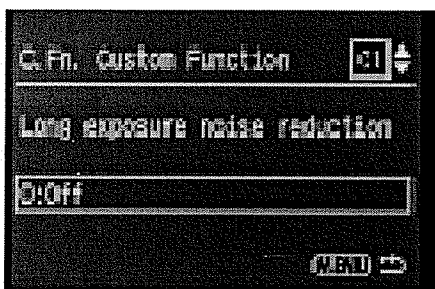 C.Fn. Custom Function 01
Long exposure noise reduction
0:Off
MENU